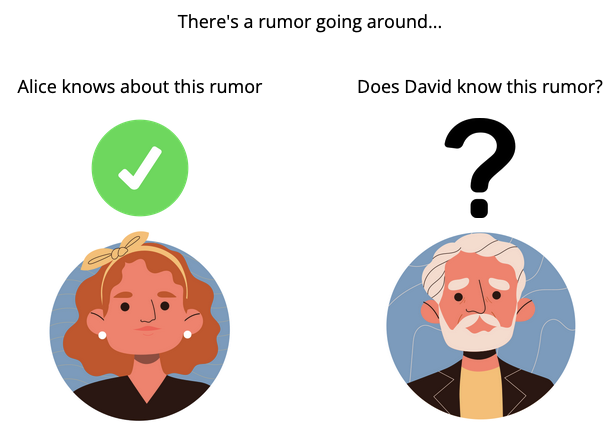 There's a rumor going around...
Alice knows about this rumor
Does David know this rumor?